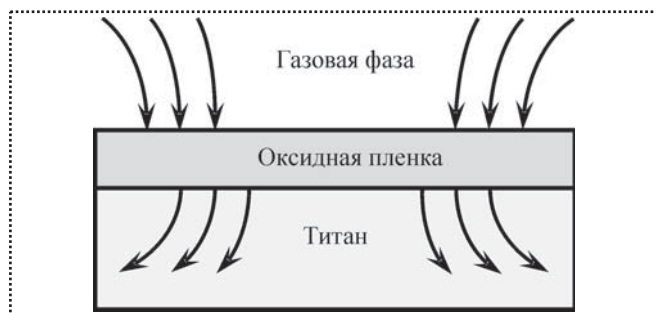 Газовая фаза
Оксидная пленка
Титан